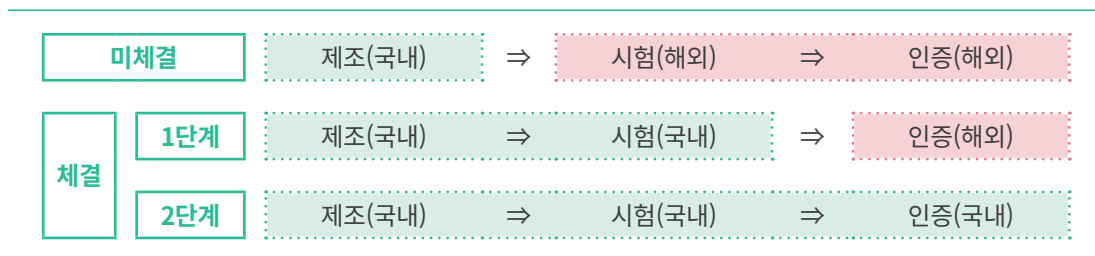 미체결 제조(국내) ⇒ 시험(해외) ⇒ 인증(해외)
체결 1단계 제조(국내) ⇒ 시험(국내) ⇒ 인증(해외)
2단계 제조(국내) ⇒ 시험(국내) ⇒ 인증(국내)